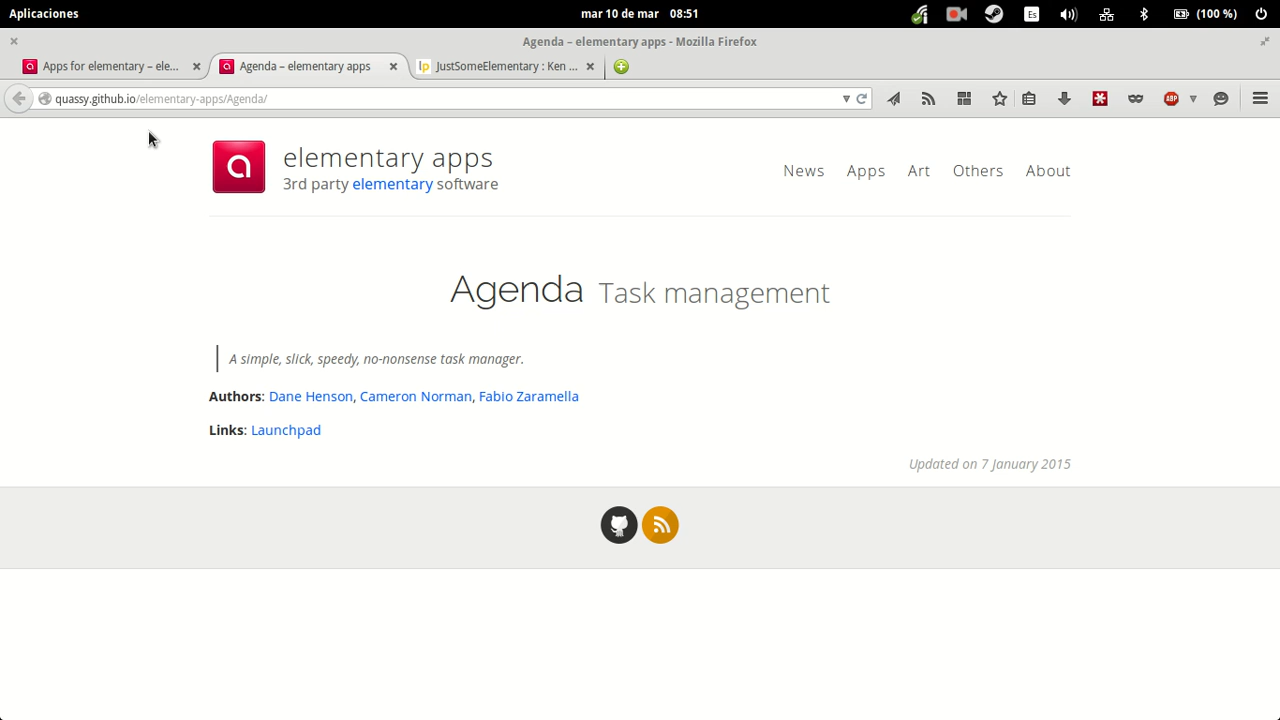 Aplicaciones
mar 10 de mar 08:51
Es
(100 %)
Agenda – elementary apps - Mozilla Firefox
Apps for elementary – ele...
Agenda – elementary apps
lp
JustSomeElementary : Ken ...
quassy.github.io/elementary-apps/Agenda/
ABP
a
elementary apps
3rd party elementary software
News
Apps
Art
Others
About
Agenda Task management
A simple, slick, speedy, no-nonsense task manager.
Authors: Dane Henson, Cameron Norman, Fabio Zaramella
Links: Launchpad
Updated on 7 January 2015